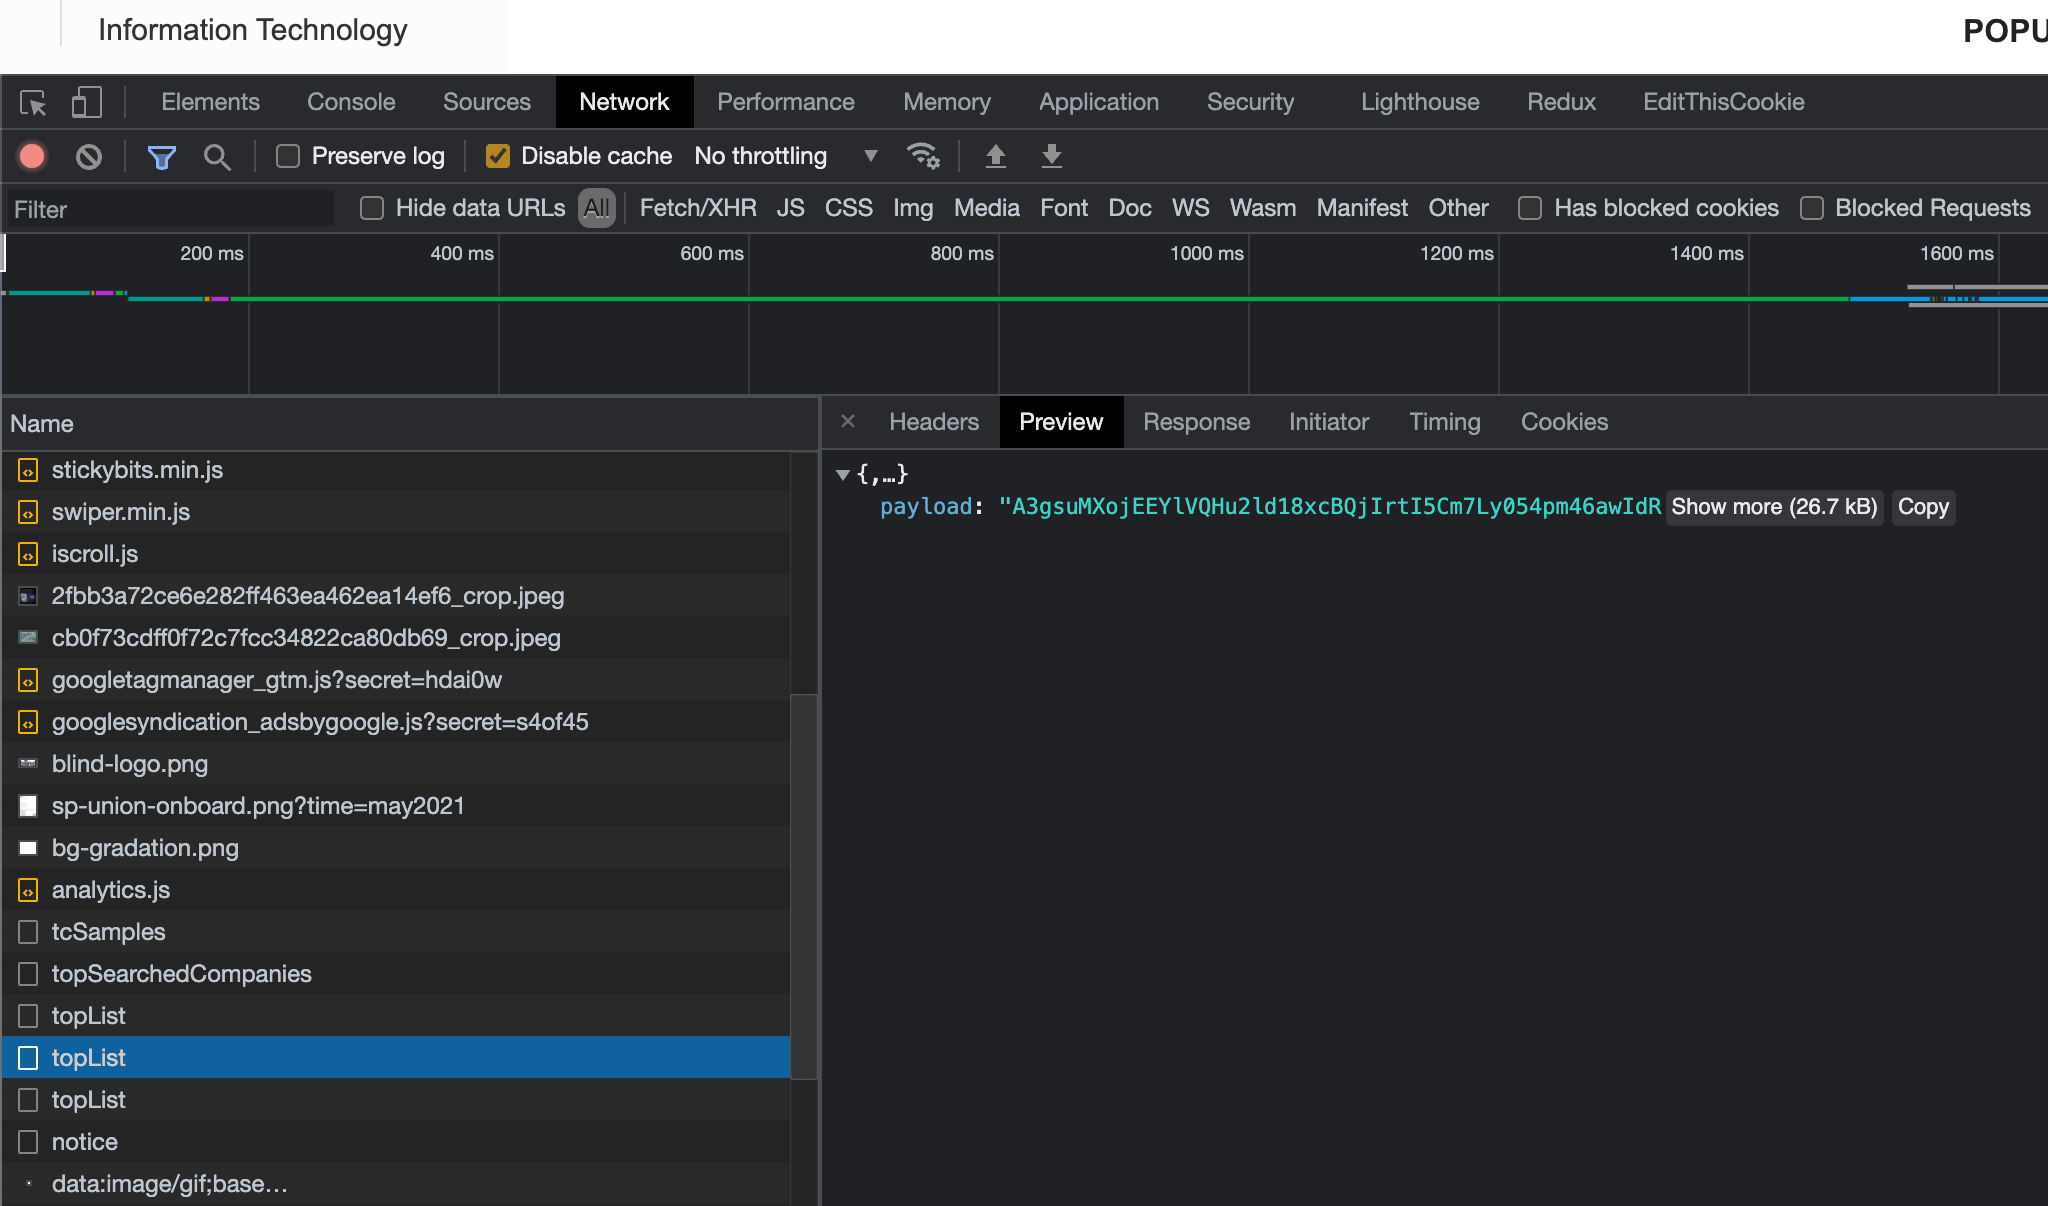 Information Technology
POPU
Elements Console Sources Network Performance Memory Application Security Lighthouse Redux EditThisCookie
Preserve log Disable cache No throttling
Filter Hide data URLs All Fetch/XHR JS CSS Img Media Font Doc WS Wasm Manifest Other Has blocked cookies Blocked Requests
200 ms 400 ms 600 ms 800 ms 1000 ms 1200 ms 1400 ms 1600 ms
Name
stickybits.min.js
swiper.min.js
iscroll.js
2fbb3a72ce6e282ff463ea462ea14ef6_crop.jpeg
cb0f73cdff0f72c7fcc34822ca80db69_crop.jpeg
googletagmanager_gtm.js?secret=hdai0w
googlesyndication_adsbygoogle.js?secret=s4of45
blind-logo.png
sp-union-onboard.png?time=may2021
bg-gradation.png
analytics.js
tcSamples
topSearchedCompanies
topList
topList
topList
notice
data:image/gif;base…
× Headers Preview Response Initiator Timing Cookies
{,…}
payload: "A3gsuMXojEEYlVQHu2ld18xcBQjIrtI5Cm7Ly054pm46awIdR Show more (26.7 kB) Copy